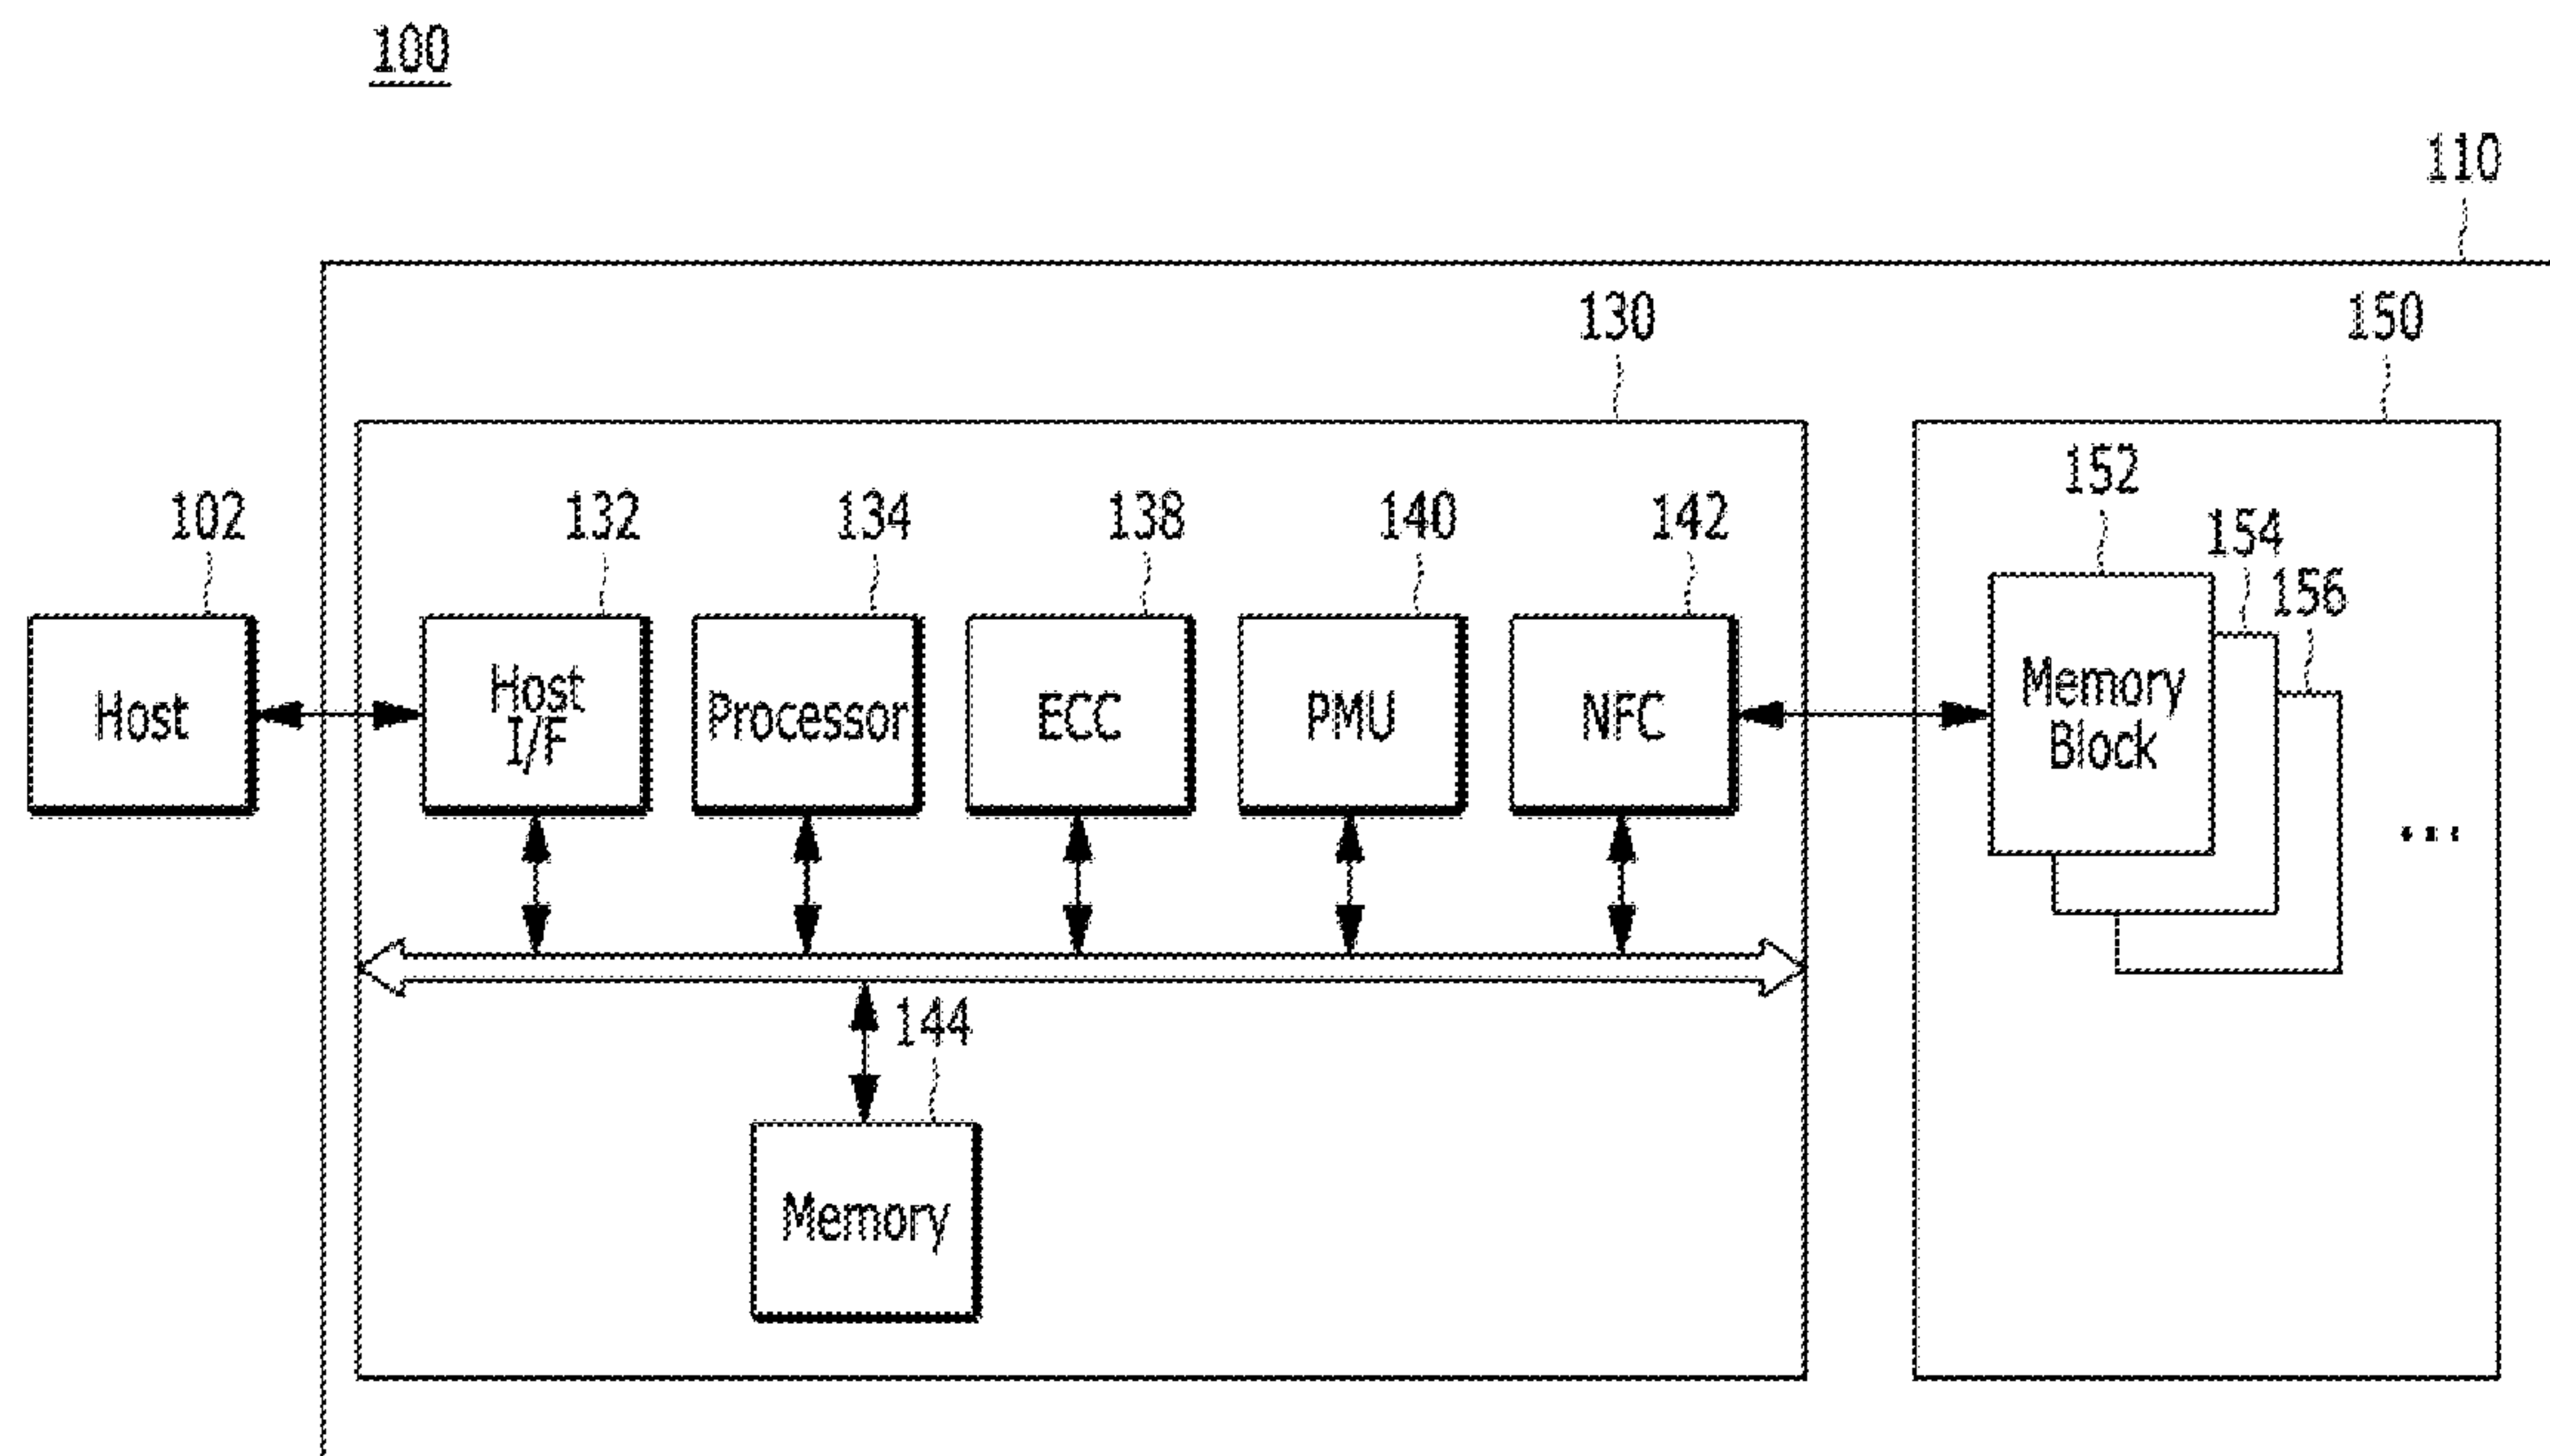 100
110
130
150
152
154
156
102
132
134
138
140
142
Host
Host
I/F
Processor
ECC
PMU
NFC
Memory
Block
...
144
Memory